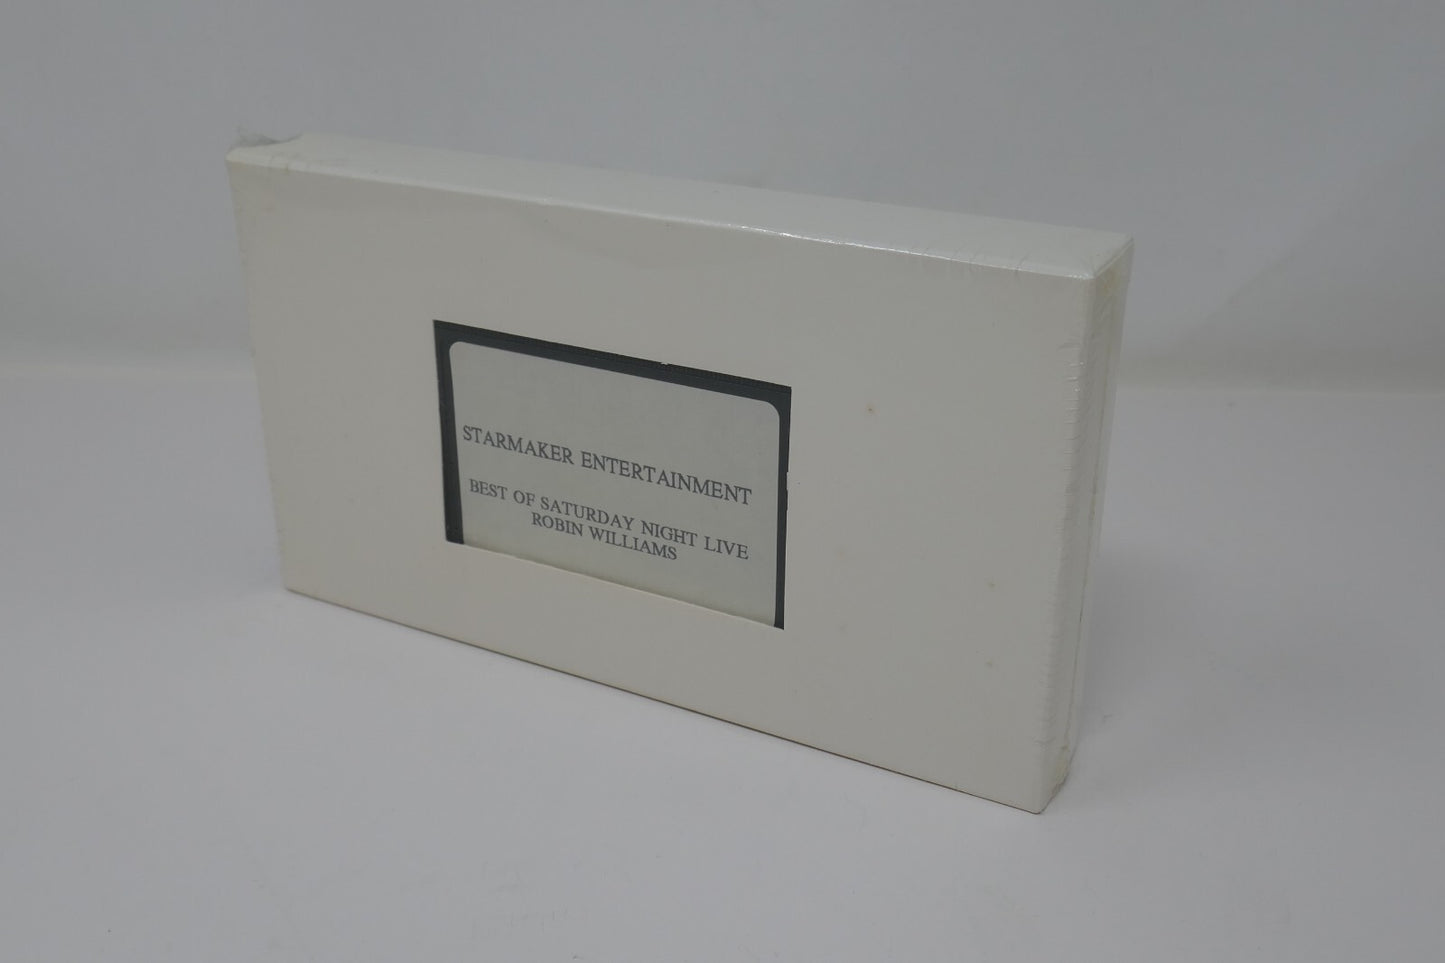 STARMAKER ENTERTAINMENT
BEST OF SATURDAY NIGHT LIVE
ROBIN WILLIAMS